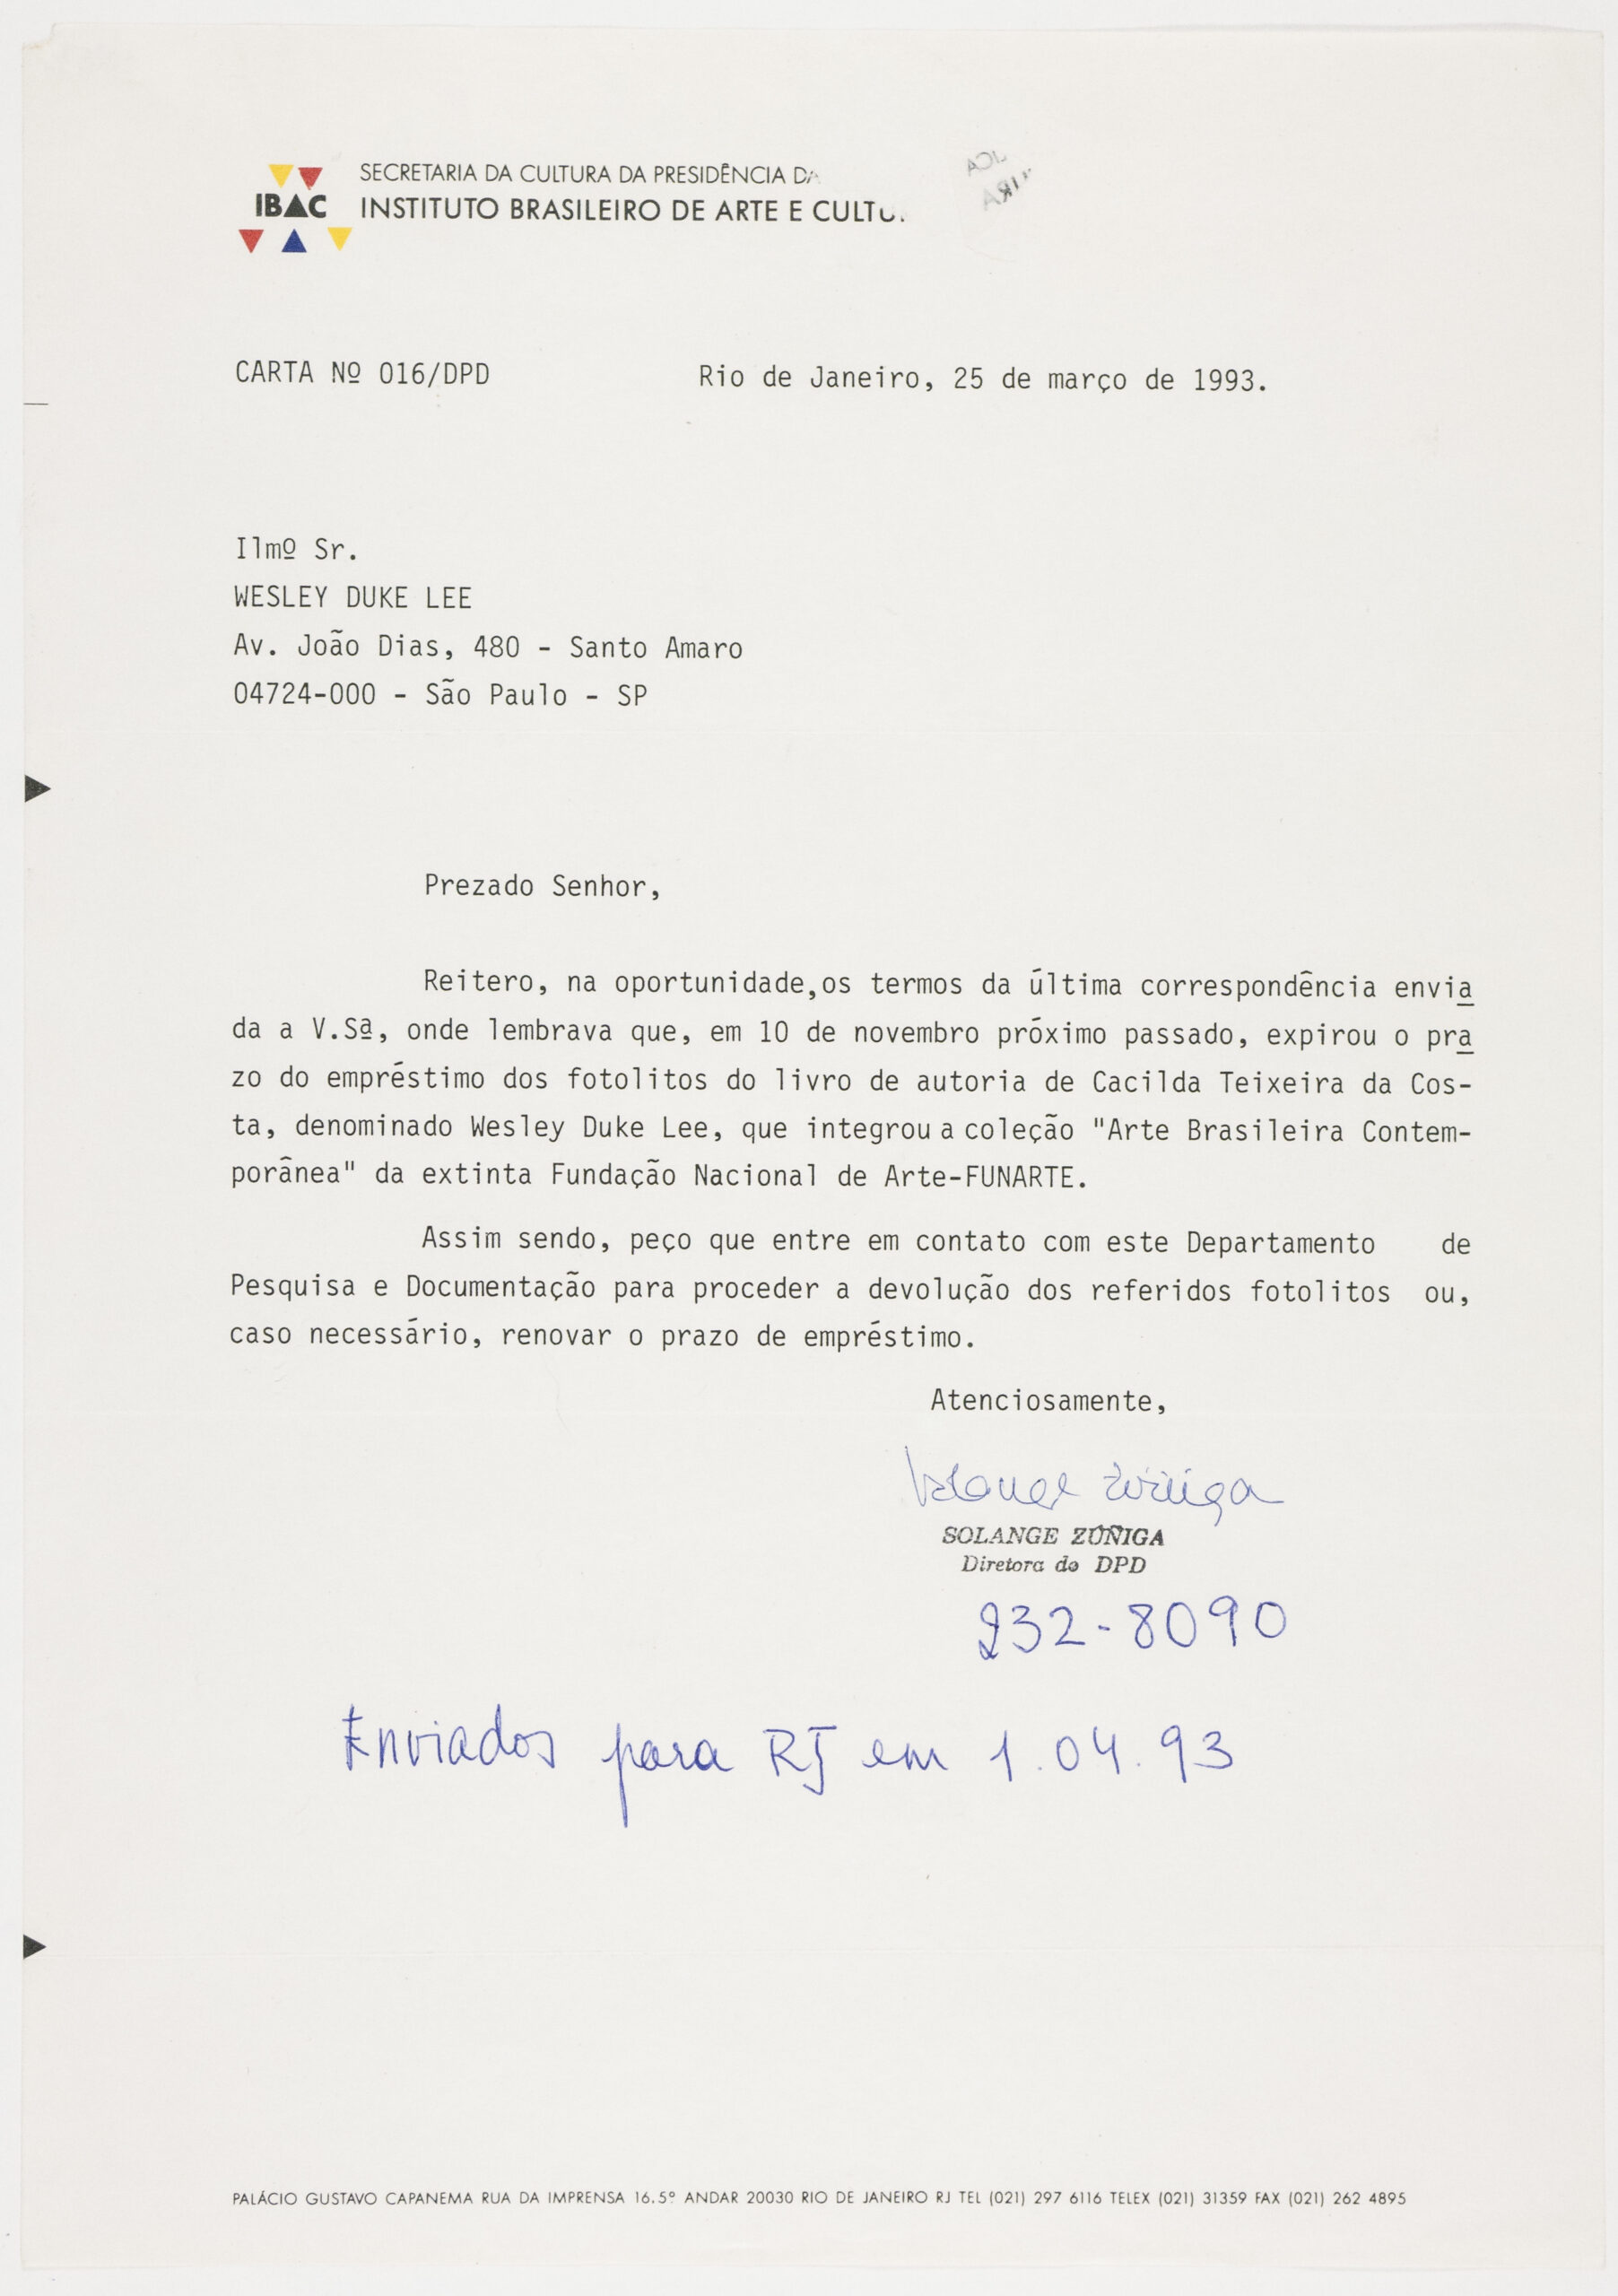 SECRETARIA DA CULTURA DA PRESIDÊNCIA DA
IBAC INSTITUTO BRASILEIRO DE ARTE E CULTU
CARTA Nº 016/DPD Rio de Janeiro, 25 de março de 1993.
Ilmº Sr.
WESLEY DUKE LEE
Av. João Dias, 480 - Santo Amaro
04724-000 - São Paulo - SP
Prezado Senhor,
Reitero, na oportunidade,os termos da última correspondência envia
da a V.Sª, onde lembrava que, em 10 de novembro próximo passado, expirou o pra
zo do empréstimo dos fotolitos do livro de autoria de Cacilda Teixeira da Cos-
ta, denominado Wesley Duke Lee, que integrou a coleção "Arte Brasileira Contem-
porânea" da extinta Fundação Nacional de Arte-FUNARTE.
Assim sendo, peço que entre em contato com este Departamento de
Pesquisa e Documentação para proceder a devolução dos referidos fotolitos ou,
caso necessário, renovar o prazo de empréstimo.
Atenciosamente,
Solange Zúñiga
SOLANGE ZÚÑIGA
Diretora do DPD
232-8090
Enviados para RJ em 1.04.93
PALÁCIO GUSTAVO CAPANEMA RUA DA IMPRENSA 16.5º ANDAR 20030 RIO DE JANEIRO RJ TEL (021) 297 6116 TELEX (021) 31359 FAX (021) 262 4895